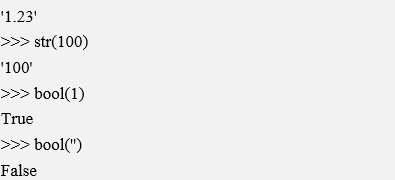 '1.23'
>>> str(100)
'100'
>>> bool(1)
True
>>> bool('')
False